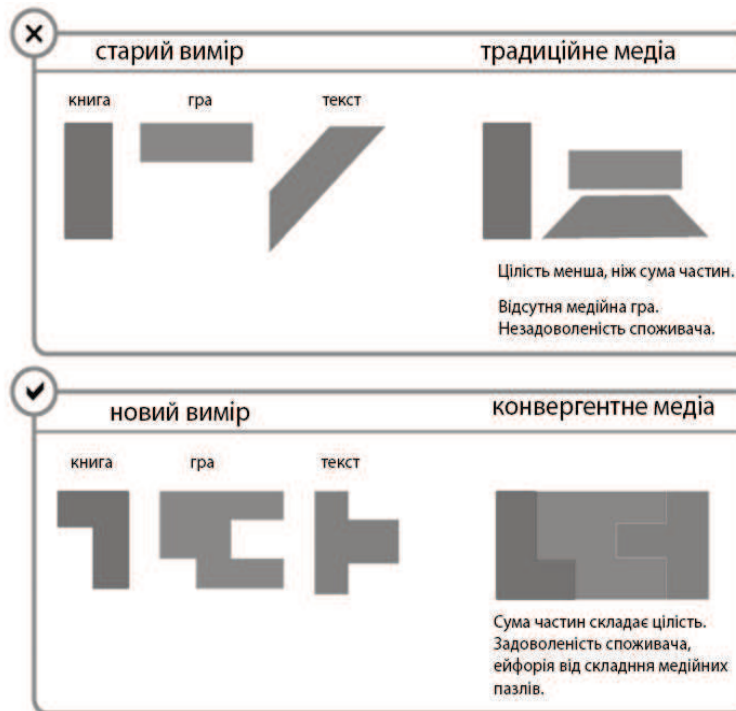 старий вимір
традиційне медіа
книга
гра
текст
Цілість менша, ніж сума частин.
Відсутня медійна гра.
Незадоволеність споживача.
новий вимір
конвергентне медіа
книга
гра
текст
Сума частин складає цілість.
Задоволеність споживача,
ейфорія від складння медійних
пазлів.